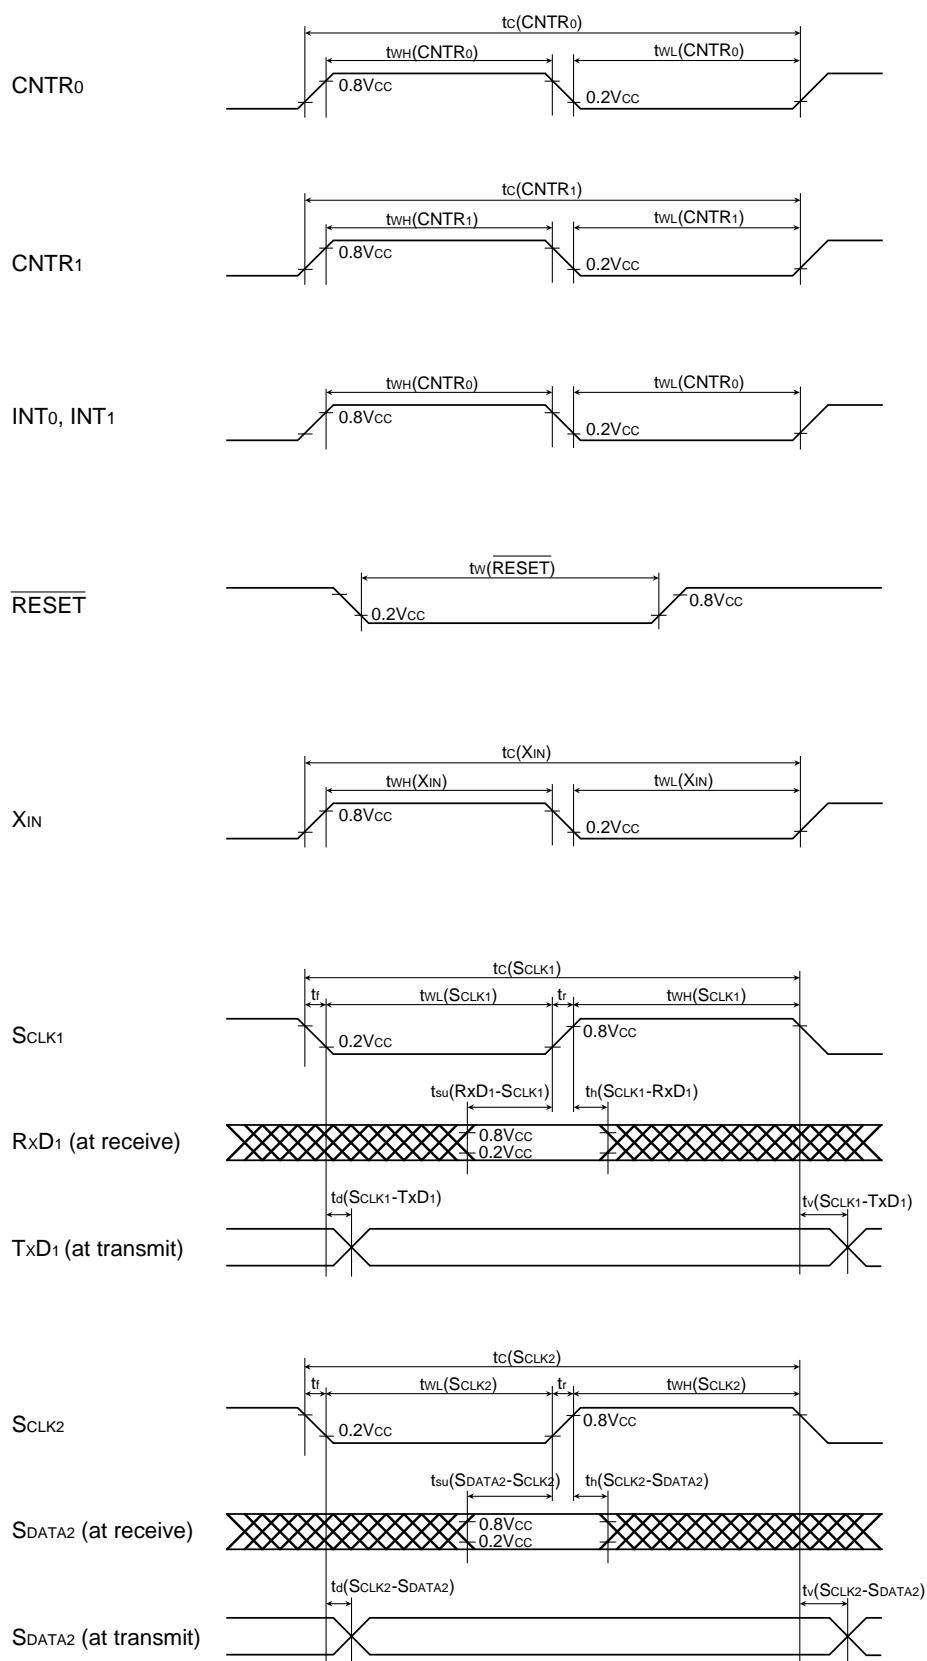 tC(CNTR0)
tWH(CNTR0) tWL(CNTR0)
CNTR0 0.8VCC 0.2VCC
tC(CNTR1)
tWH(CNTR1) tWL(CNTR1)
CNTR1 0.8VCC 0.2VCC
tWH(CNTR0) tWL(CNTR0)
INT0, INT1 0.8VCC 0.2VCC
tW(RESET)
RESET 0.2VCC 0.8VCC
tC(XIN)
tWH(XIN) tWL(XIN)
XIN 0.8VCC 0.2VCC
tC(SCLK1)
tf tWL(SCLK1) tr tWH(SCLK1)
SCLK1 0.2VCC 0.8VCC
tsu(RxD1-SCLK1) th(SCLK1-RxD1)
RXD1 (at receive) 0.8VCC
0.2VCC
td(SCLK1-TxD1) tv(SCLK1-TxD1)
TXD1 (at transmit)
tC(SCLK2)
tf tWL(SCLK2) tr tWH(SCLK2)
SCLK2 0.2VCC 0.8VCC
tsu(SDATA2-SCLK2) th(SCLK2-SDATA2)
SDATA2 (at receive) 0.8VCC
0.2VCC
td(SCLK2-SDATA2) tv(SCLK2-SDATA2)
SDATA2 (at transmit)